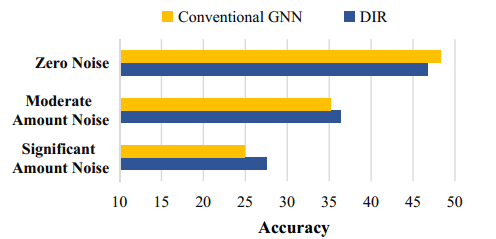 Conventional GNN DIR
Zero Noise
Moderate
Amount Noise
Significant
Amount Noise
10 15 20 25 30 35 40 45 50
Accuracy